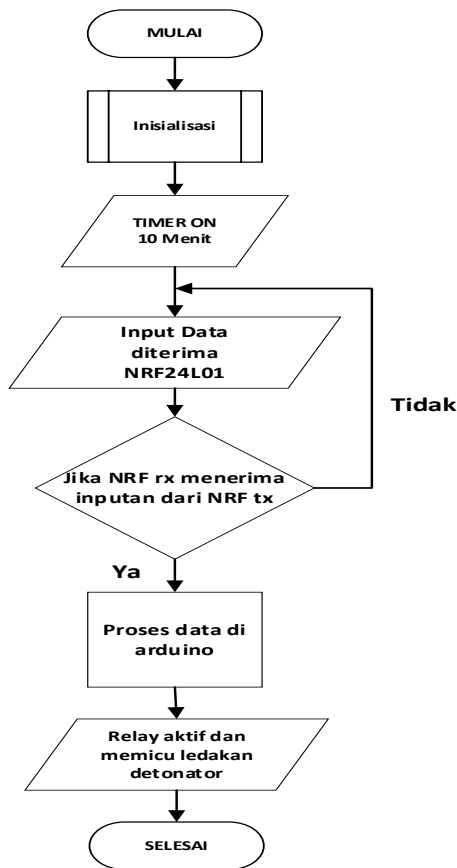 MULAI
Inisialisasi
TIMER ON
10 Menit
Input Data
diterima
NRF24L01
Tidak
Jika NRF rx menerima
inputan dari NRF tx
Ya
Proses data di
arduino
Relay aktif dan
memicu ledakan
detonator
SELESAI